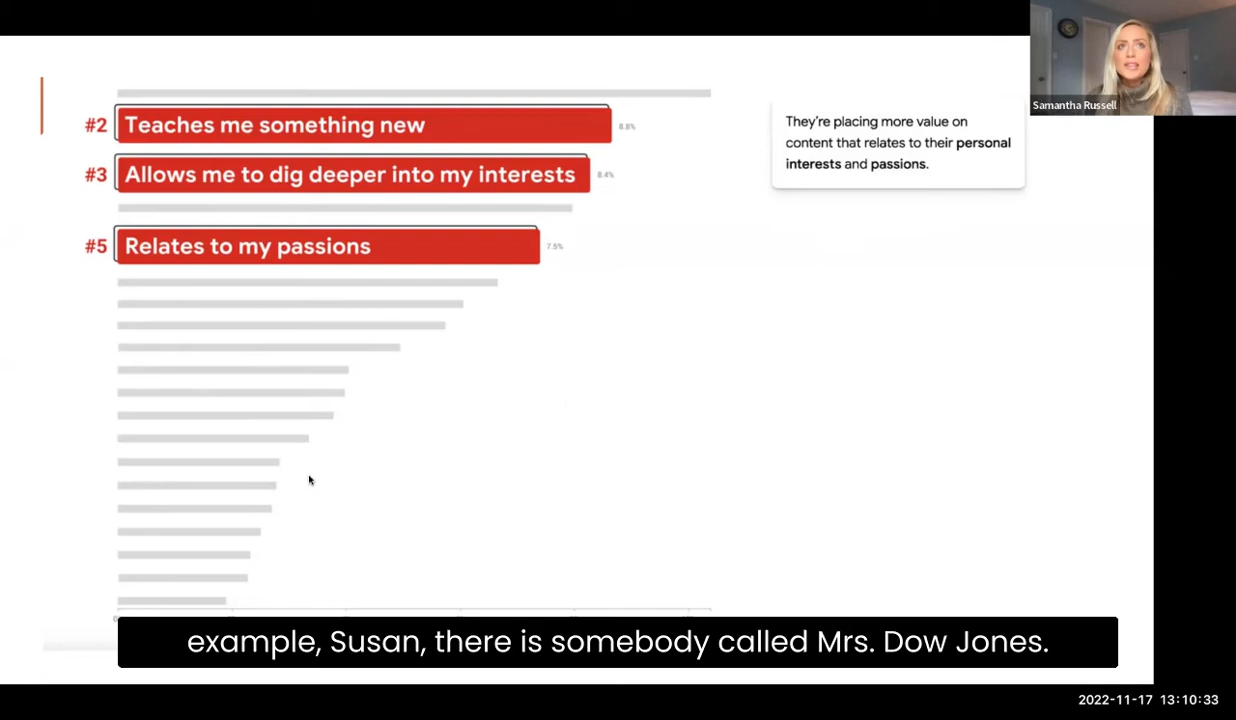 Samantha Russell
#2 Teaches me something new 8.8%
#3 Allows me to dig deeper into my interests 8.4%
#5 Relates to my passions 7.5%
They're placing more value on
content that relates to their personal
interests and passions.
example, Susan, there is somebody called Mrs. Dow Jones.
2022-11-17 13:10:33